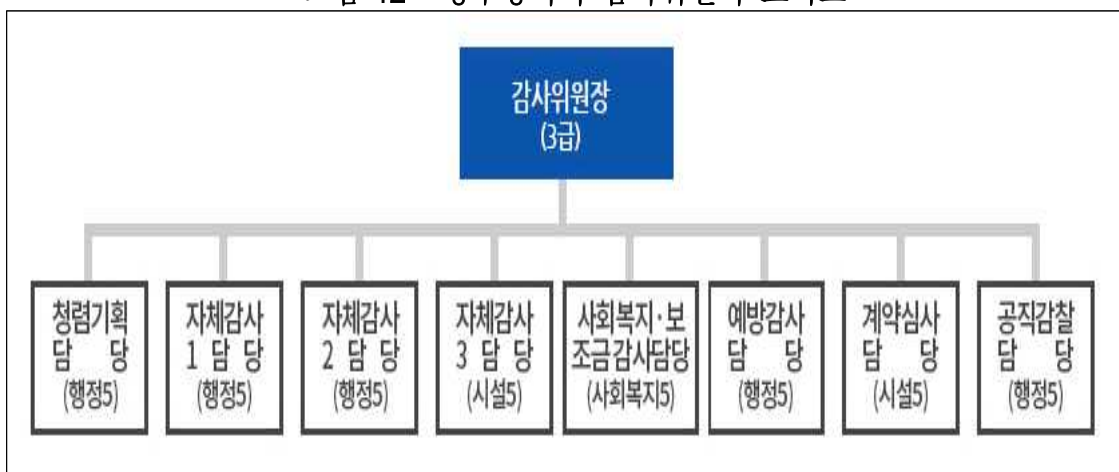 감사위원장
(3급)
청렴기획
담 당
(행정5)
자체감사
1 담 당
(행정5)
자체감사
2 담 당
(행정5)
자체감사
3 담 당
(시설5)
사회복지·보
조금감사담당
(사회복지5)
예방감사
담 당
(행정5)
계약심사
담 당
(시설5)
공직감찰
담 당
(행정5)